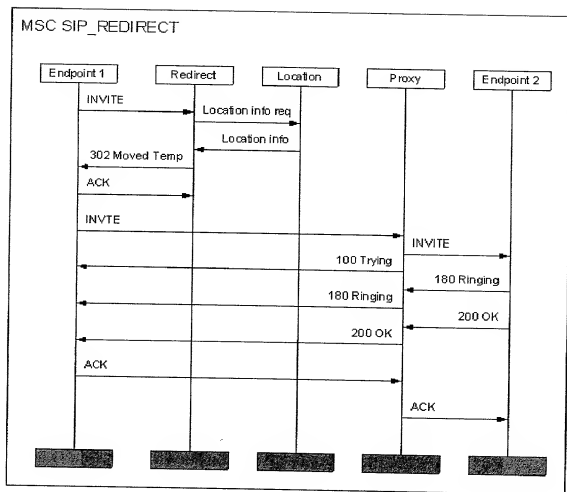 MSC SIP_REDIRECT
Endpoint 1
Redirect
Location
Proxy
Endpoint 2
INVITE
Location info req
Location info
302 Moved Temp
ACK
INVTE
INVITE
100 Trying
180 Ringing
180 Ringing
200 OK
200 OK
ACK
ACK